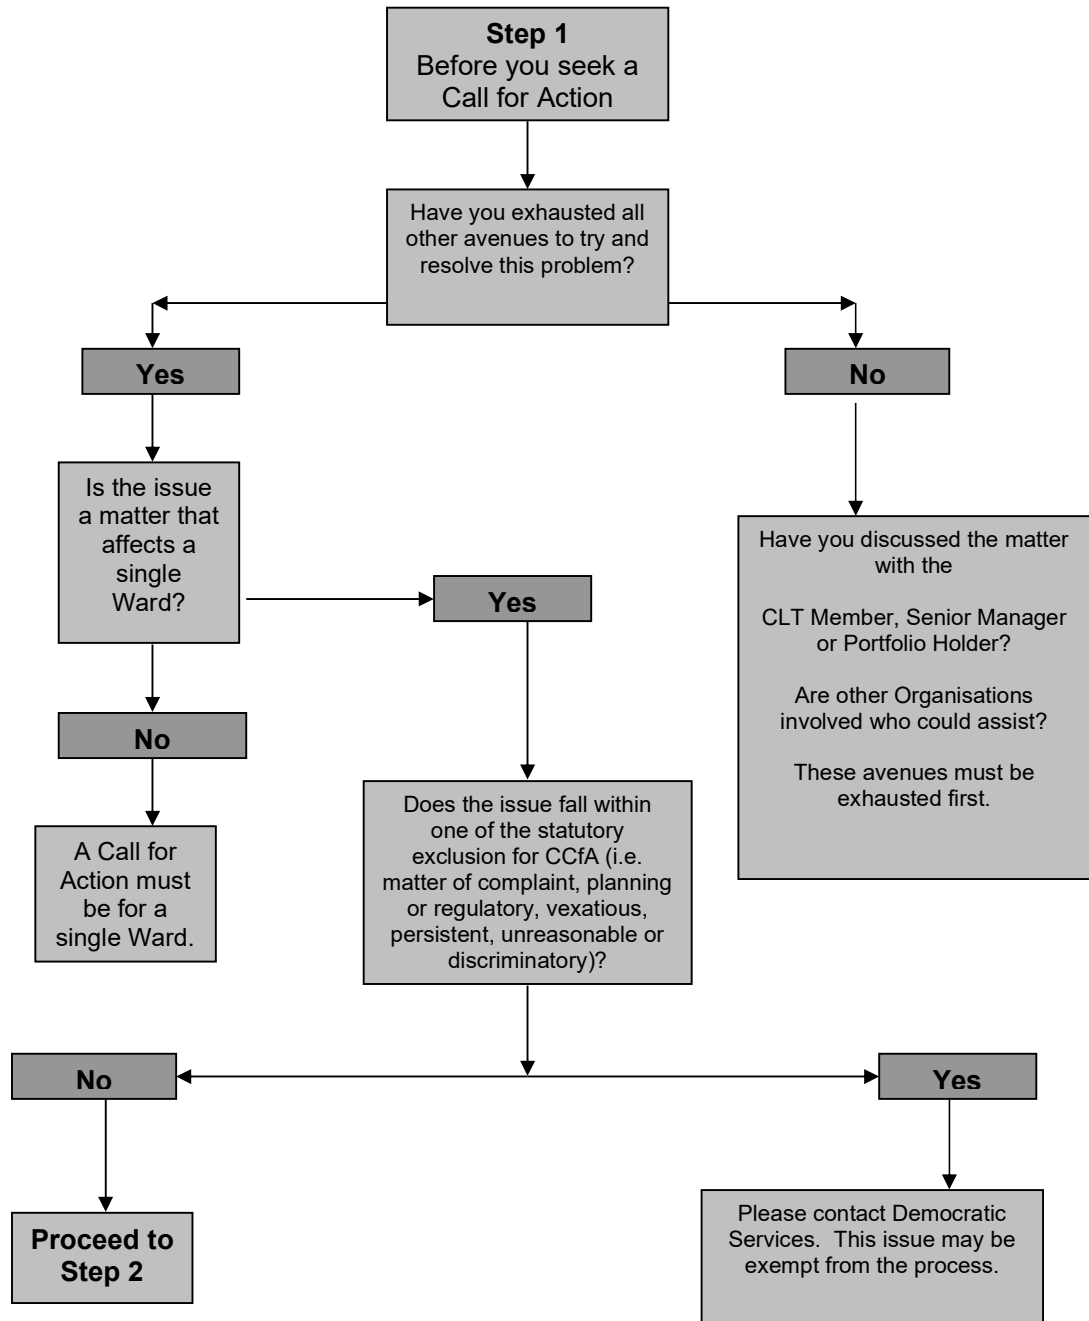 Step 1
Before you seek a
Call for Action
Have you exhausted all
other avenues to try and
resolve this problem?
Yes
No
Is the issue
a matter that
affects a
single
Ward?
Have you discussed the matter
with the
CLT Member, Senior Manager
or Portfolio Holder?
Are other Organisations
involved who could assist?
These avenues must be
exhausted first.
Yes
No
A Call for
Action must
be for a
single Ward.
Does the issue fall within
one of the statutory
exclusion for CCfA (i.e.
matter of complaint, planning
or regulatory, vexatious,
persistent, unreasonable or
discriminatory)?
No
Yes
Proceed to
Step 2
Please contact Democratic
Services.  This issue may be
exempt from the process.